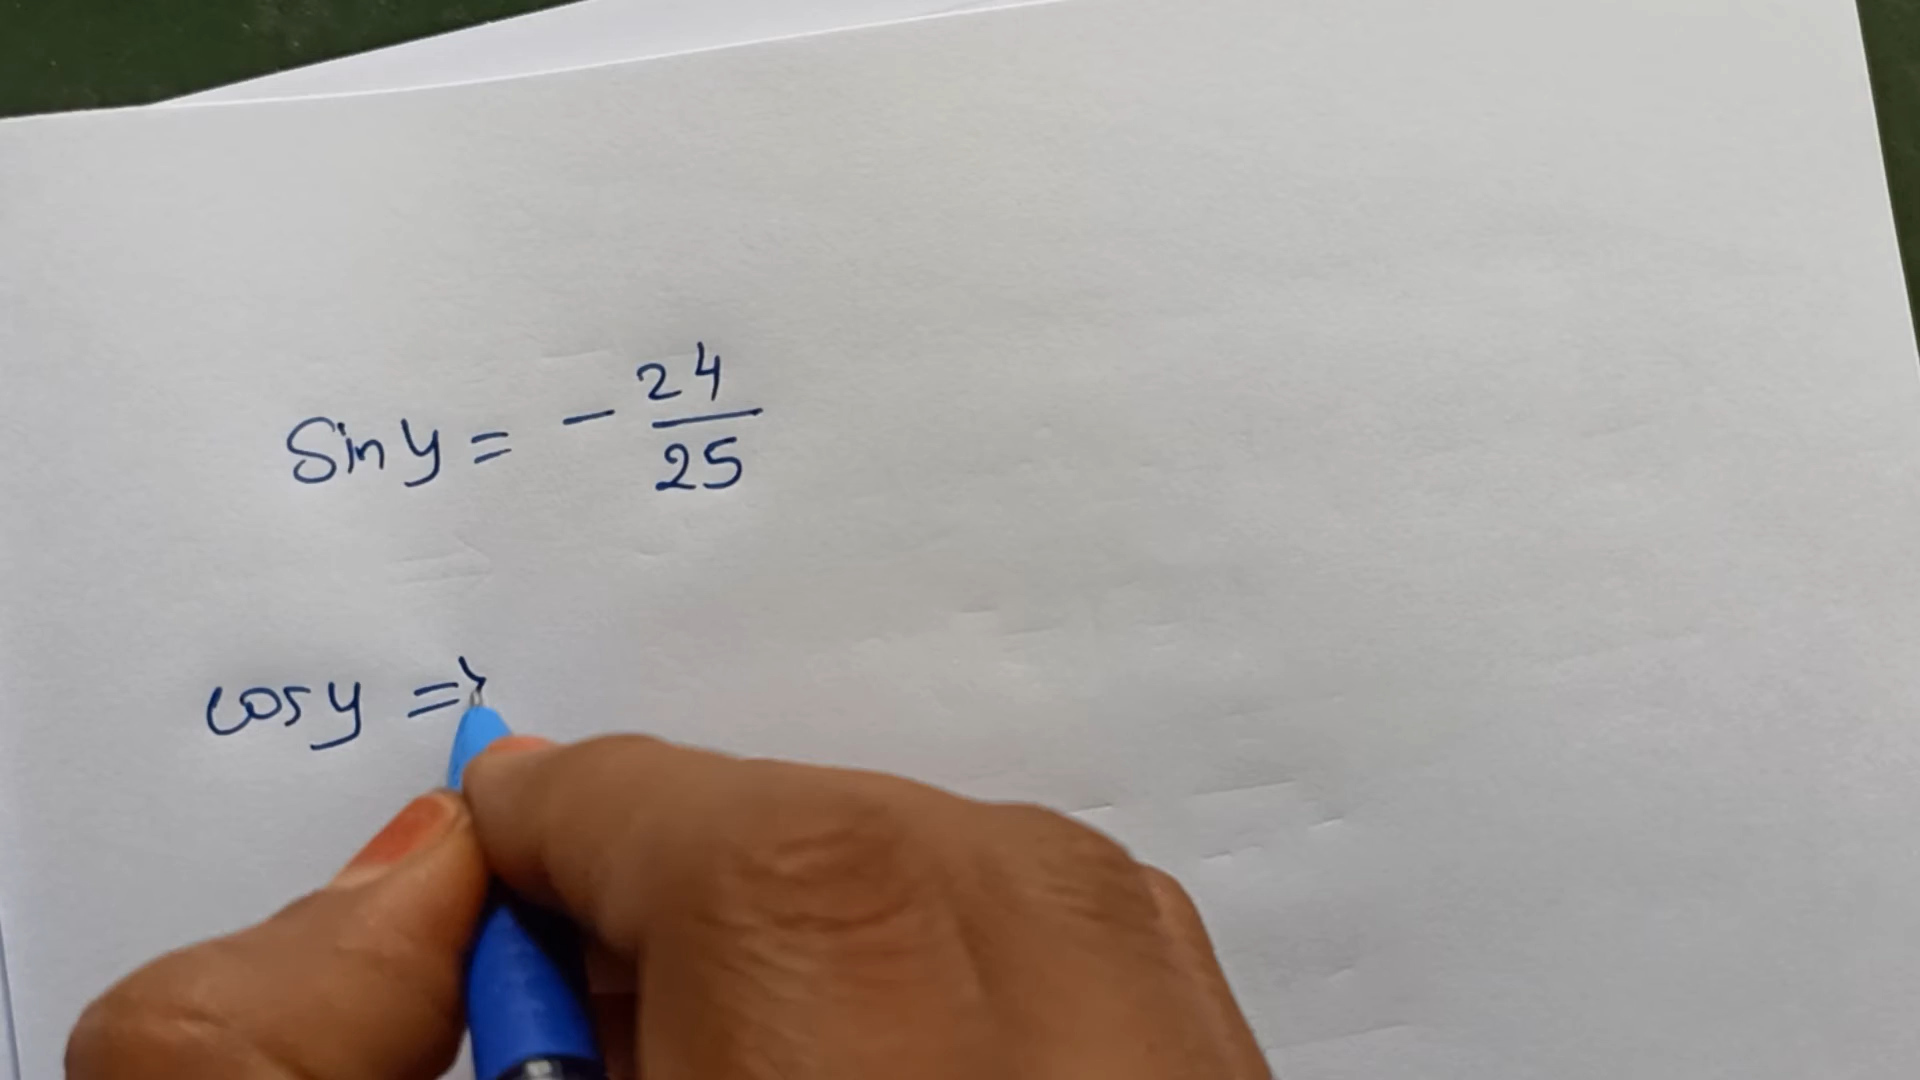 Sin y = - 24/25
cos y =